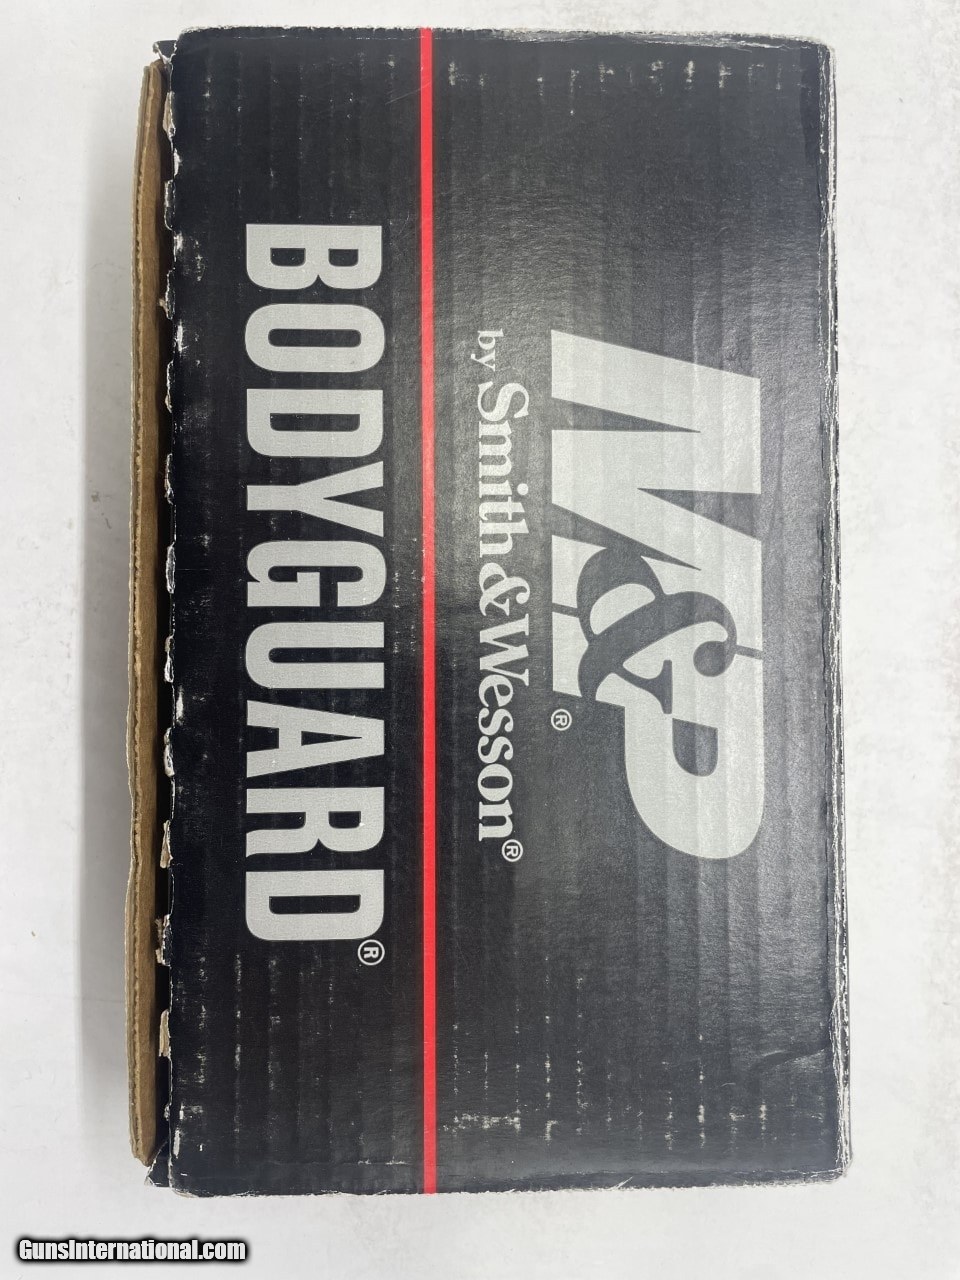 M&P®
by Smith & Wesson®
BODYGUARD®
GunsInternational.com